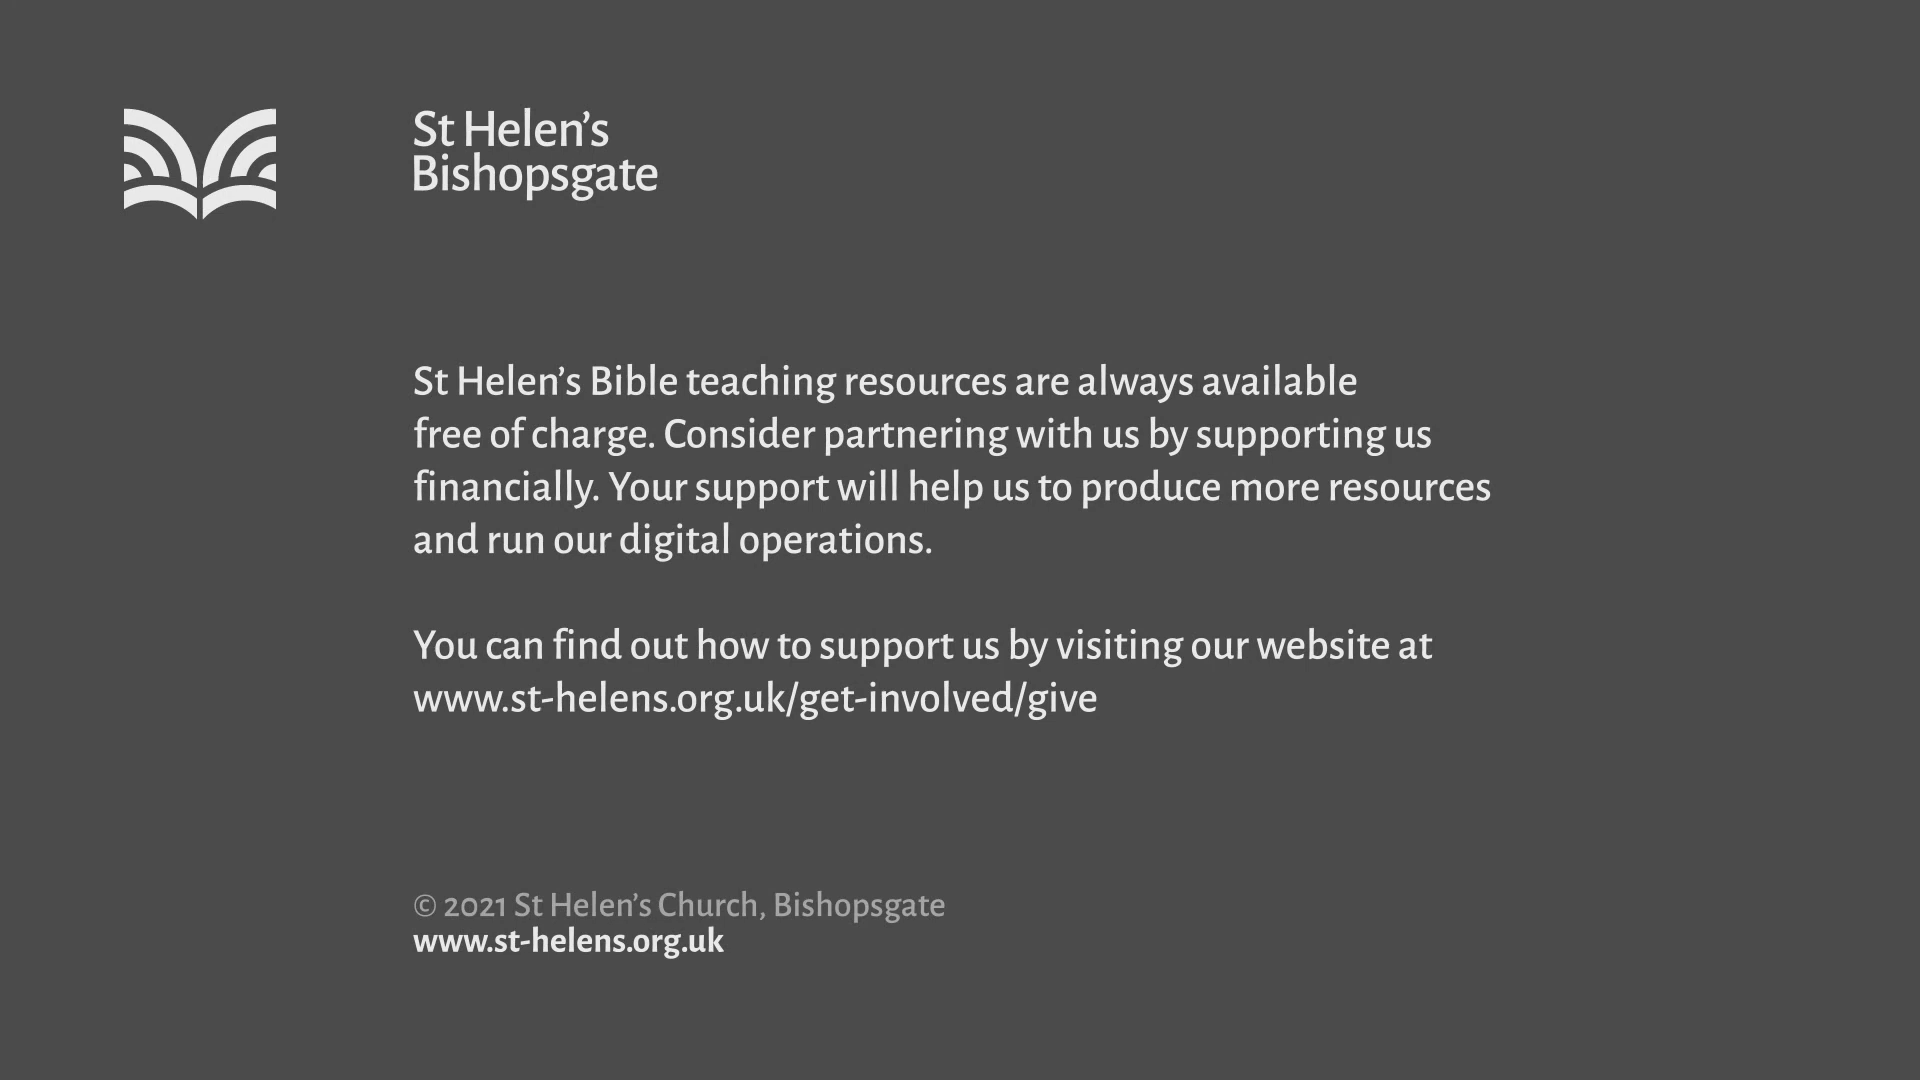 St Helen’s
Bishopsgate
St Helen’s Bible teaching resources are always available
free of charge. Consider partnering with us by supporting us
financially. Your support will help us to produce more resources
and run our digital operations.
You can find out how to support us by visiting our website at
www.st-helens.org.uk/get-involved/give
© 2021 St Helen’s Church, Bishopsgate
www.st-helens.org.uk